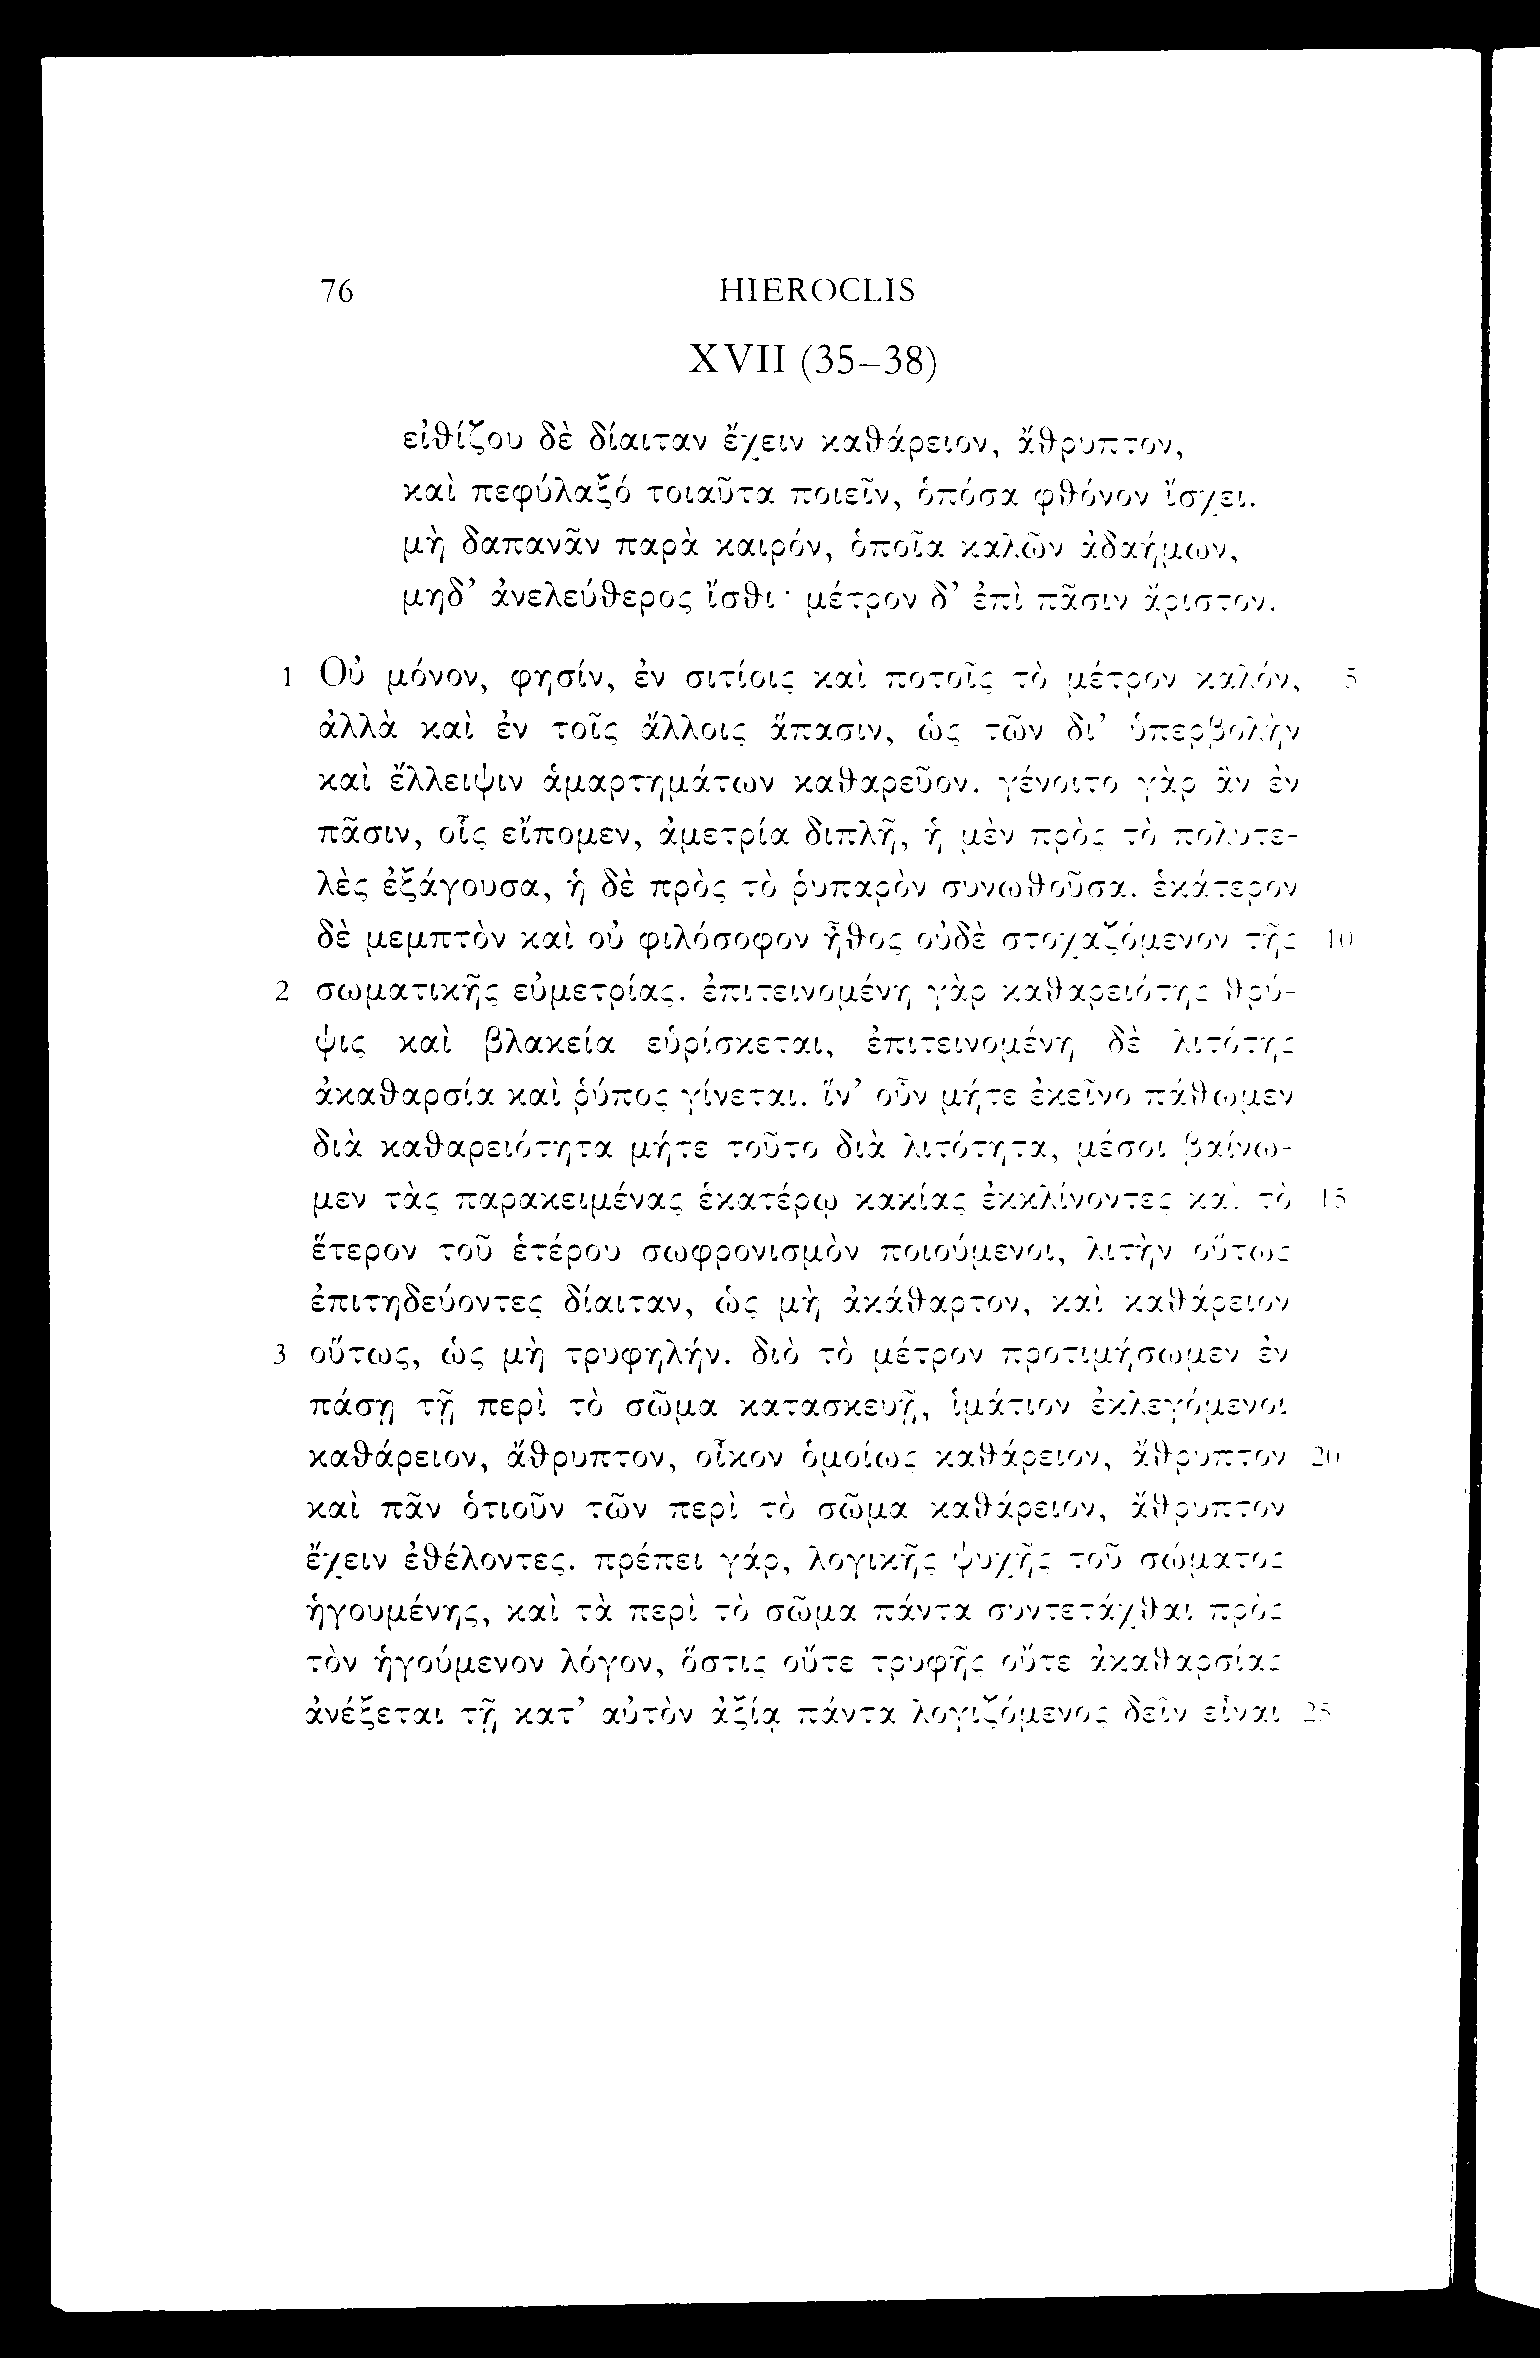 76 HIEROCLIS
XVII (35–38)
εἰθίζου δὲ δίαιταν ἔχειν καθάρειον, ἄθρυπτον,
καὶ πεφύλαξό τοιαῦτα ποιεῖν, ὁπόσα φθόνον ἴσχει.
μὴ δαπανᾶν παρὰ καιρόν, ὁποῖα καλῶν ἀδαήμων,
μηδ’ ἀνελεύθερος ἴσθι· μέτρον δ’ ἐπὶ πᾶσιν ἄριστον.
1 Οὐ μόνον, φησίν, ἐν σιτίοις καὶ ποτοῖς τὸ μέτρον καλόν, 5
ἀλλὰ καὶ ἐν τοῖς ἄλλοις ἅπασιν, ὡς τῶν δι’ ὑπερβολὴν
καὶ ἔλλειψιν ἁμαρτημάτων καθαρεῦον. γένοιτο γὰρ ἂν ἐν
πᾶσιν, οἷς εἴπομεν, ἀμετρία διπλῆ, ἡ μὲν πρὸς τὸ πολυτε-
λὲς ἐξάγουσα, ἡ δὲ πρὸς τὸ ῥυπαρὸν συνωθοῦσα. ἑκάτερον
δὲ μεμπτὸν καὶ οὐ φιλόσοφον ἦθος οὐδὲ στοχαζόμενον τῆς 10
2 σωματικῆς εὐμετρίας. ἐπιτεινομένη γὰρ καθαρειότης θρύ-
ψις καὶ βλακεία εὑρίσκεται, ἐπιτεινομένη δὲ λιτότης
ἀκαθαρσία καὶ ῥύπος γίνεται. ἵν’ οὖν μήτε ἐκεῖνο πάθωμεν
διὰ καθαρειότητα μήτε τοῦτο διὰ λιτότητα, μέσοι βαίνω-
μεν τὰς παρακειμένας ἑκατέρῳ κακίας ἐκκλίνοντες καὶ τὸ 15
ἕτερον τοῦ ἑτέρου σωφρονισμὸν ποιούμενοι, λιτὴν οὕτως
ἐπιτηδεύοντες δίαιταν, ὡς μὴ ἀκάθαρτον, καὶ καθάρειον
3 οὕτως, ὡς μὴ τρυφηλήν. διὸ τὸ μέτρον προτιμήσωμεν ἐν
πάσῃ τῇ περὶ τὸ σῶμα κατασκευῇ, ἱμάτιον ἐκλεγόμενοι
καθάρειον, ἄθρυπτον, οἶκον ὁμοίως καθάρειον, ἄθρυπτον 20
καὶ πᾶν ὁτιοῦν τῶν περὶ τὸ σῶμα καθάρειον, ἄθρυπτον
ἔχειν ἐθέλοντες. πρέπει γάρ, λογικῆς ψυχῆς τοῦ σώματος
ἡγουμένης, καὶ τὰ περὶ τὸ σῶμα πάντα συντετάχθαι πρὸς
τὸν ἡγούμενον λόγον, ὅστις οὔτε τρυφῆς οὔτε ἀκαθαρσίας
ἀνέξεται τῇ κατ’ αὐτὸν ἀξίᾳ πάντα λογιζόμενος δεῖν εἶναι 25